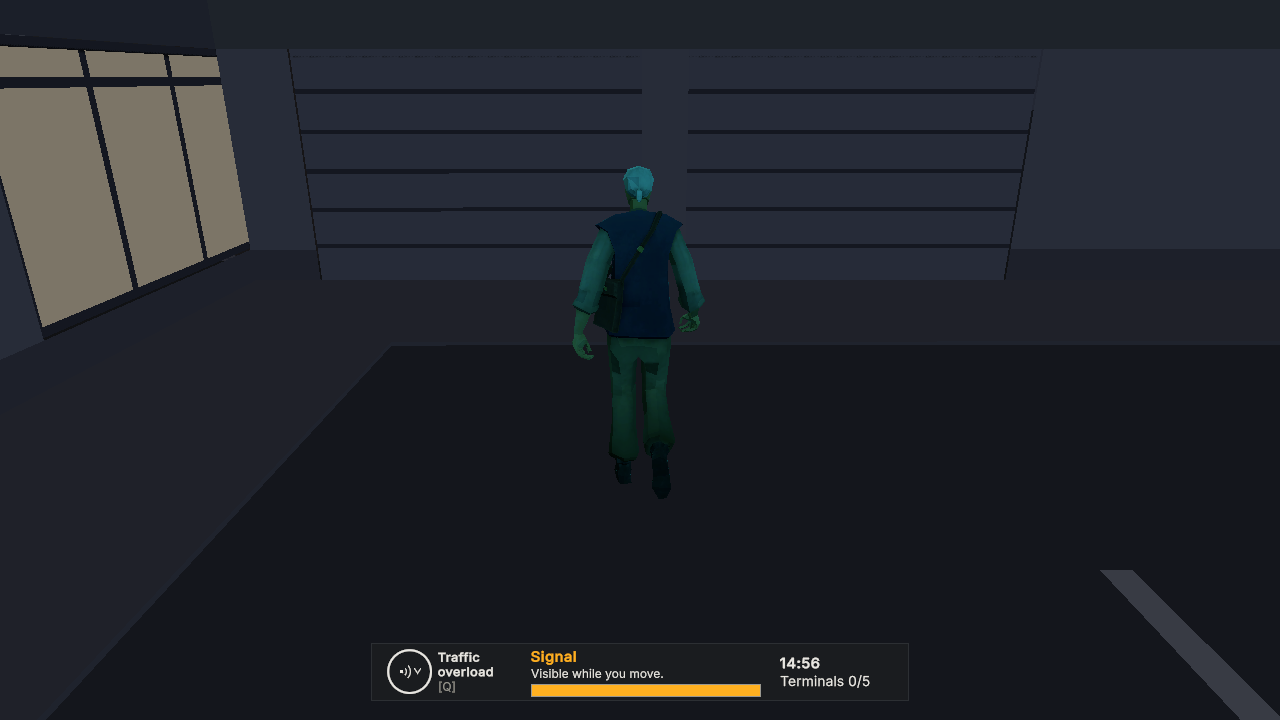 Traffic
overload
[Q]
Signal
Visible while you move.
14:56
Terminals 0/5